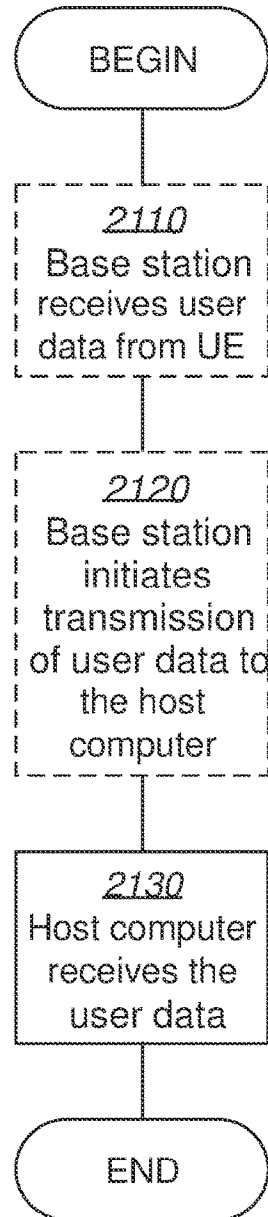 BEGIN
2110
Base station
receives user
data from UE
2120
Base station
initiates
transmission
of user data to
the host
computer
2130
Host computer
receives the
user data
END